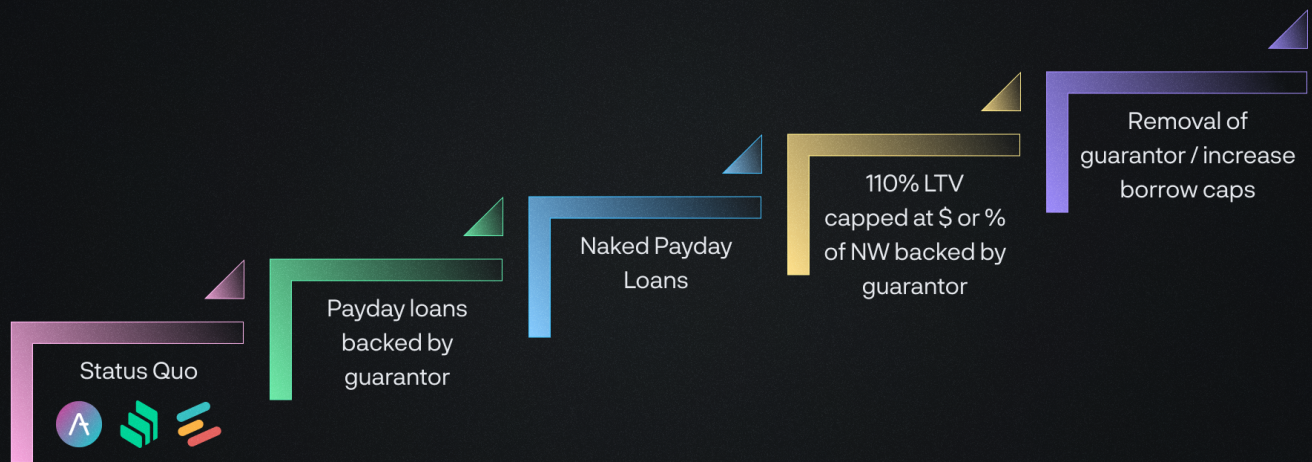 Status Quo
Payday loans
backed by
guarantor
Naked Payday
Loans
110% LTV
capped at $ or %
of NW backed by
guarantor
Removal of
guarantor / increase
borrow caps